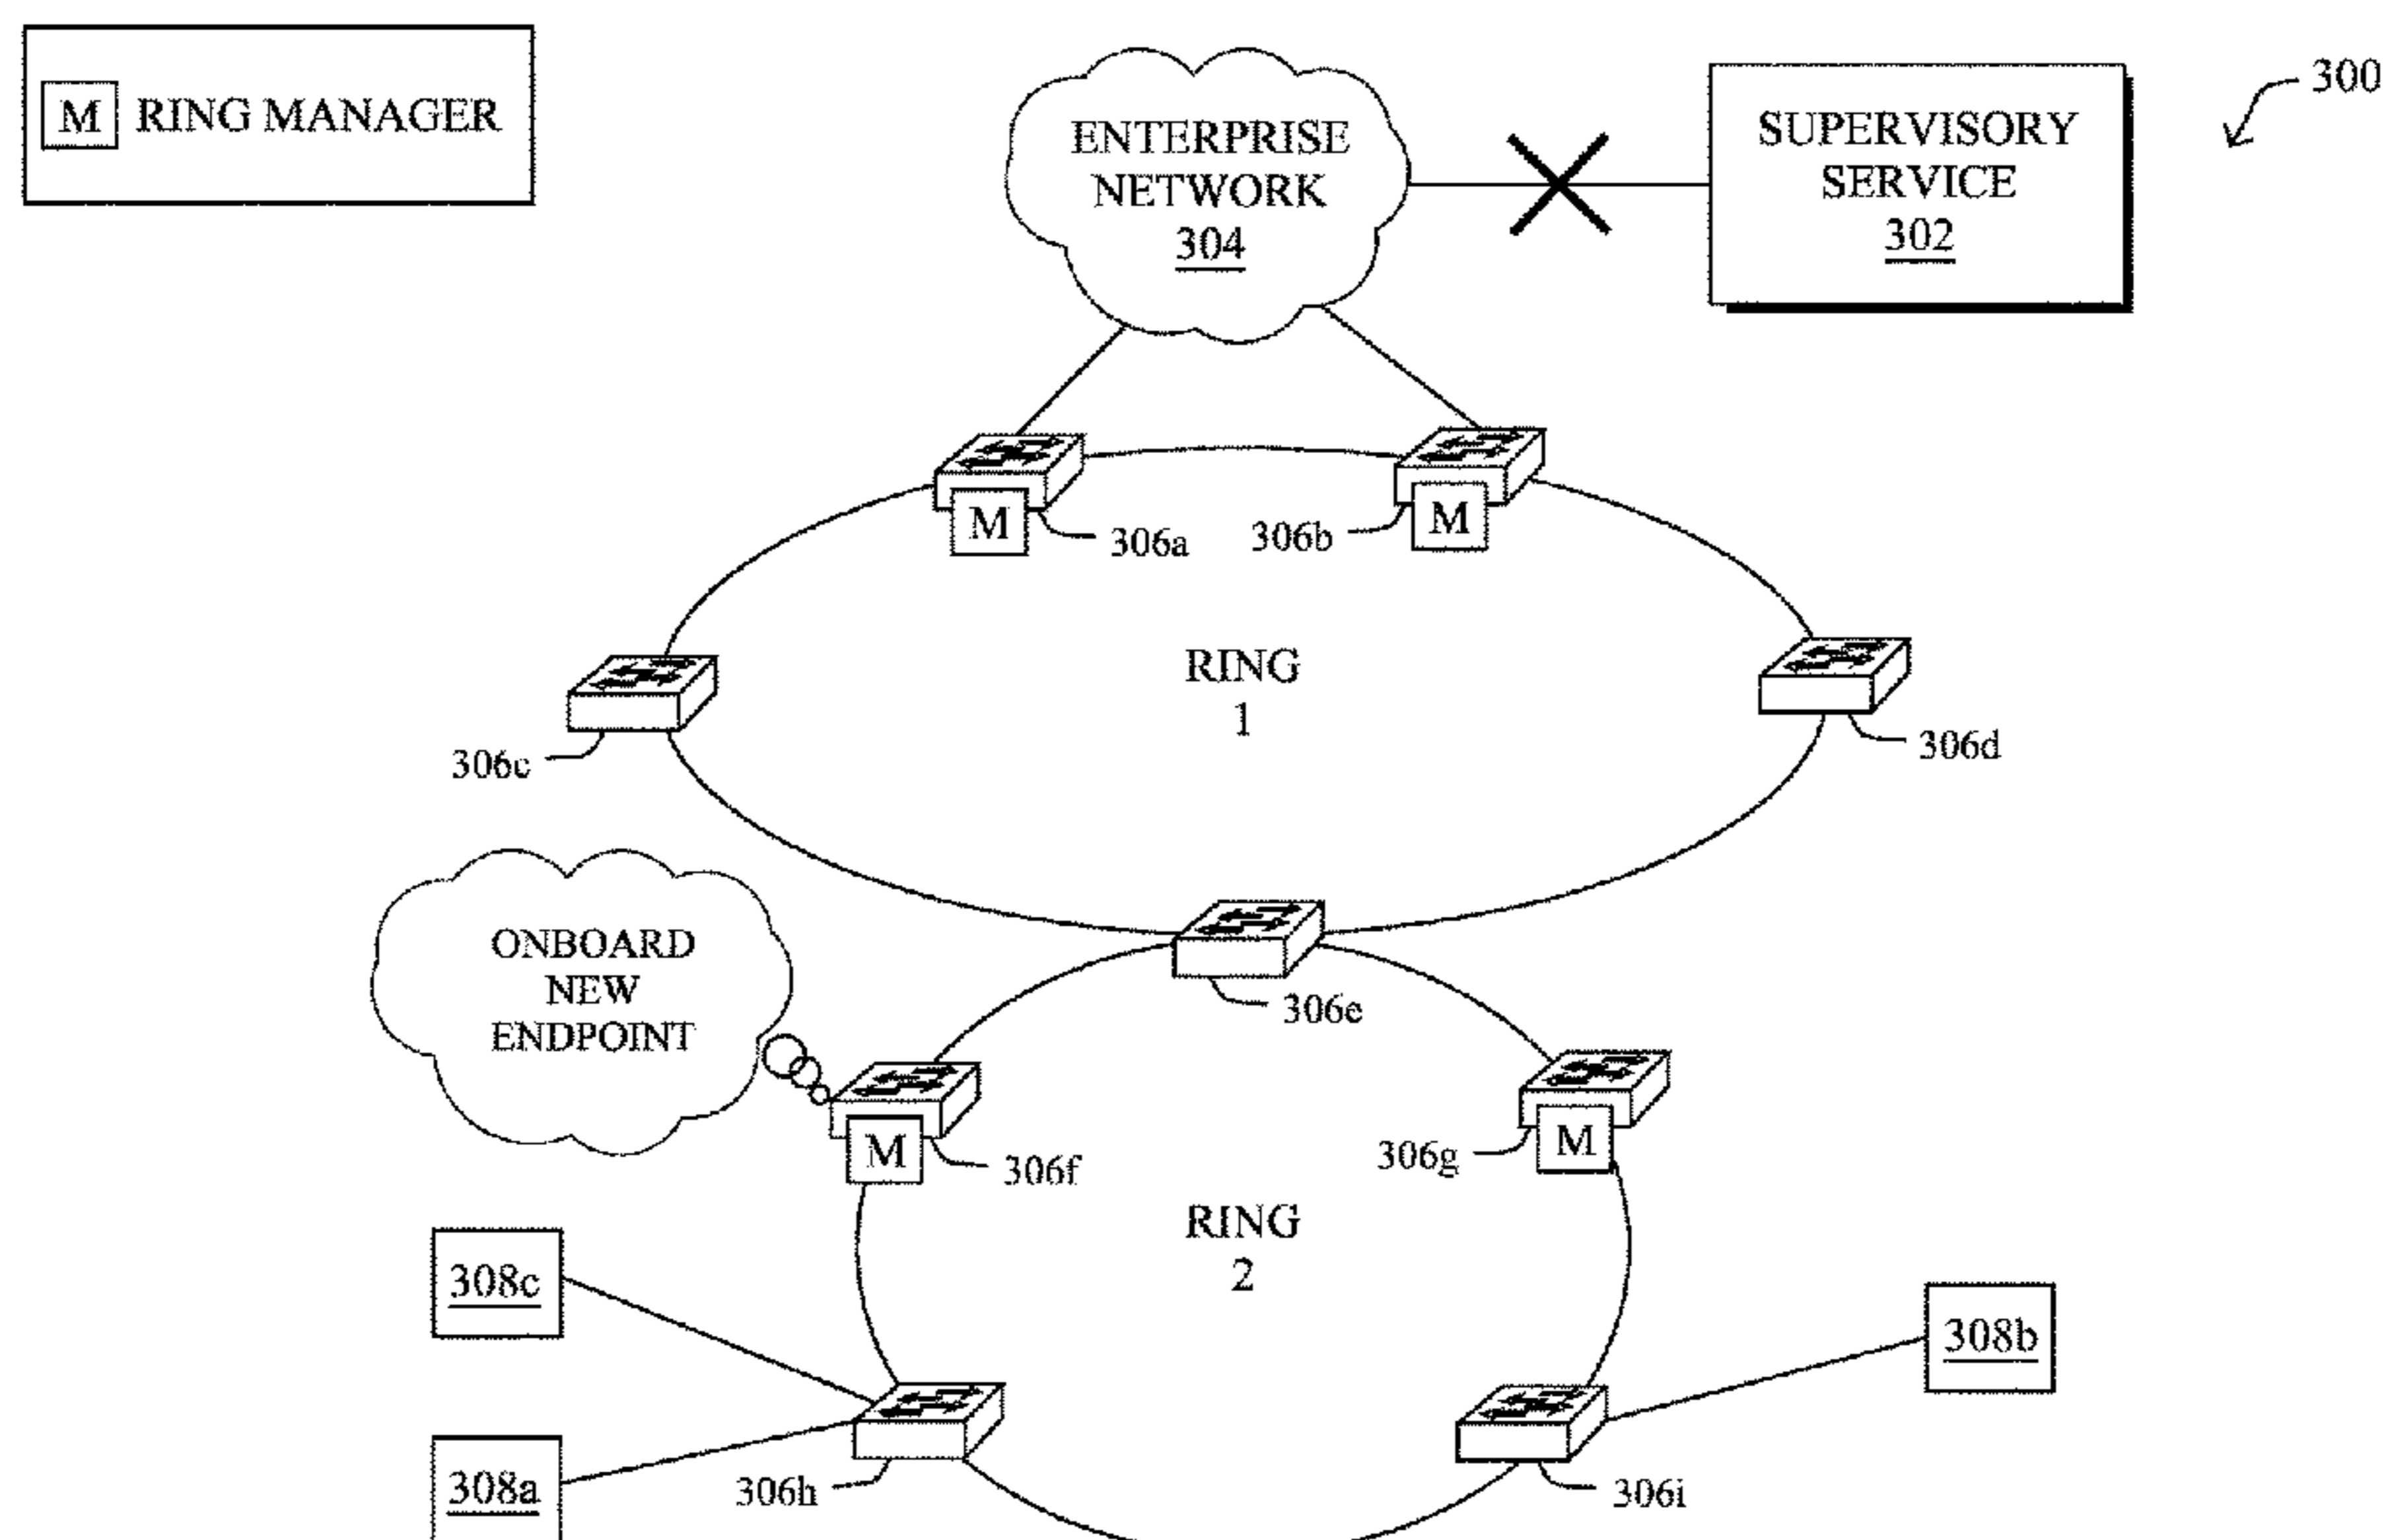 M RING MANAGER
ENTERPRISE
NETWORK
304
SUPERVISORY
SERVICE
302
300
M
306a
306b
M
RING
1
306c
306d
ONBOARD
NEW
ENDPOINT
306e
M
306f
306g
M
RING
2
308c
308b
308a
306h
306i